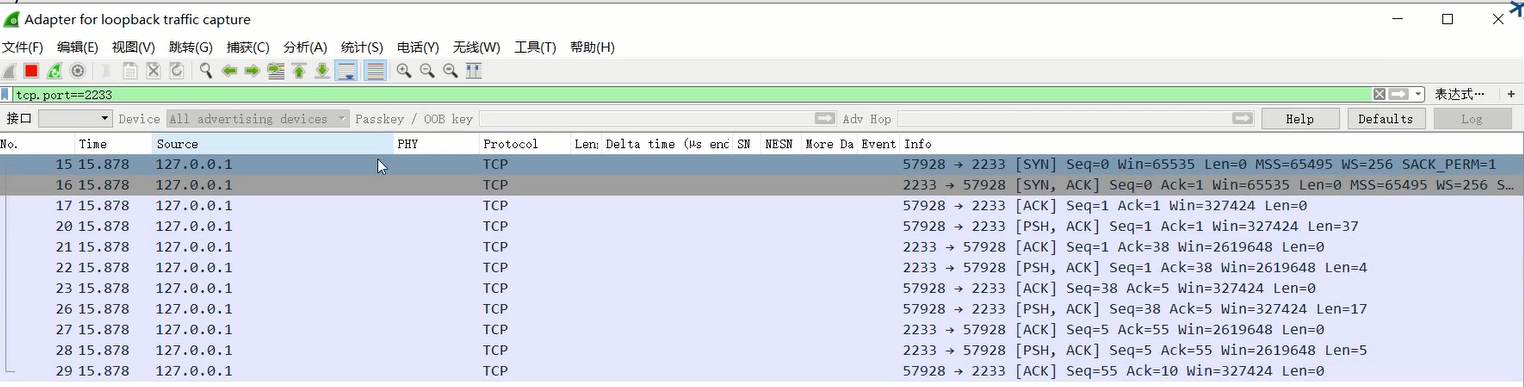 Adapter for loopback traffic capture
文件(F) 编辑(E) 视图(V) 跳转(G) 捕获(C) 分析(A) 统计(S) 电话(Y) 无线(W) 工具(T) 帮助(H)
tcp.port==2233 表达式… +
接口 Device All advertising devices Passkey / OOB key Adv Hop Help Defaults Log
No. Time Source PHY Protocol Len Delta time (µs end SN NESN More Da Event Info
15 15.878 127.0.0.1 TCP 57928 → 2233 [SYN] Seq=0 Win=65535 Len=0 MSS=65495 WS=256 SACK_PERM=1
16 15.878 127.0.0.1 TCP 2233 → 57928 [SYN, ACK] Seq=0 Ack=1 Win=65535 Len=0 MSS=65495 WS=256 S…
17 15.878 127.0.0.1 TCP 57928 → 2233 [ACK] Seq=1 Ack=1 Win=327424 Len=0
20 15.878 127.0.0.1 TCP 57928 → 2233 [PSH, ACK] Seq=1 Ack=1 Win=327424 Len=37
21 15.878 127.0.0.1 TCP 2233 → 57928 [ACK] Seq=1 Ack=38 Win=2619648 Len=0
22 15.878 127.0.0.1 TCP 2233 → 57928 [PSH, ACK] Seq=1 Ack=38 Win=2619648 Len=4
23 15.878 127.0.0.1 TCP 57928 → 2233 [ACK] Seq=38 Ack=5 Win=327424 Len=0
26 15.878 127.0.0.1 TCP 57928 → 2233 [PSH, ACK] Seq=38 Ack=5 Win=327424 Len=17
27 15.878 127.0.0.1 TCP 2233 → 57928 [ACK] Seq=5 Ack=55 Win=2619648 Len=0
28 15.878 127.0.0.1 TCP 2233 → 57928 [PSH, ACK] Seq=5 Ack=55 Win=2619648 Len=5
29 15.878 127.0.0.1 TCP 57928 → 2233 [ACK] Seq=55 Ack=10 Win=327424 Len=0